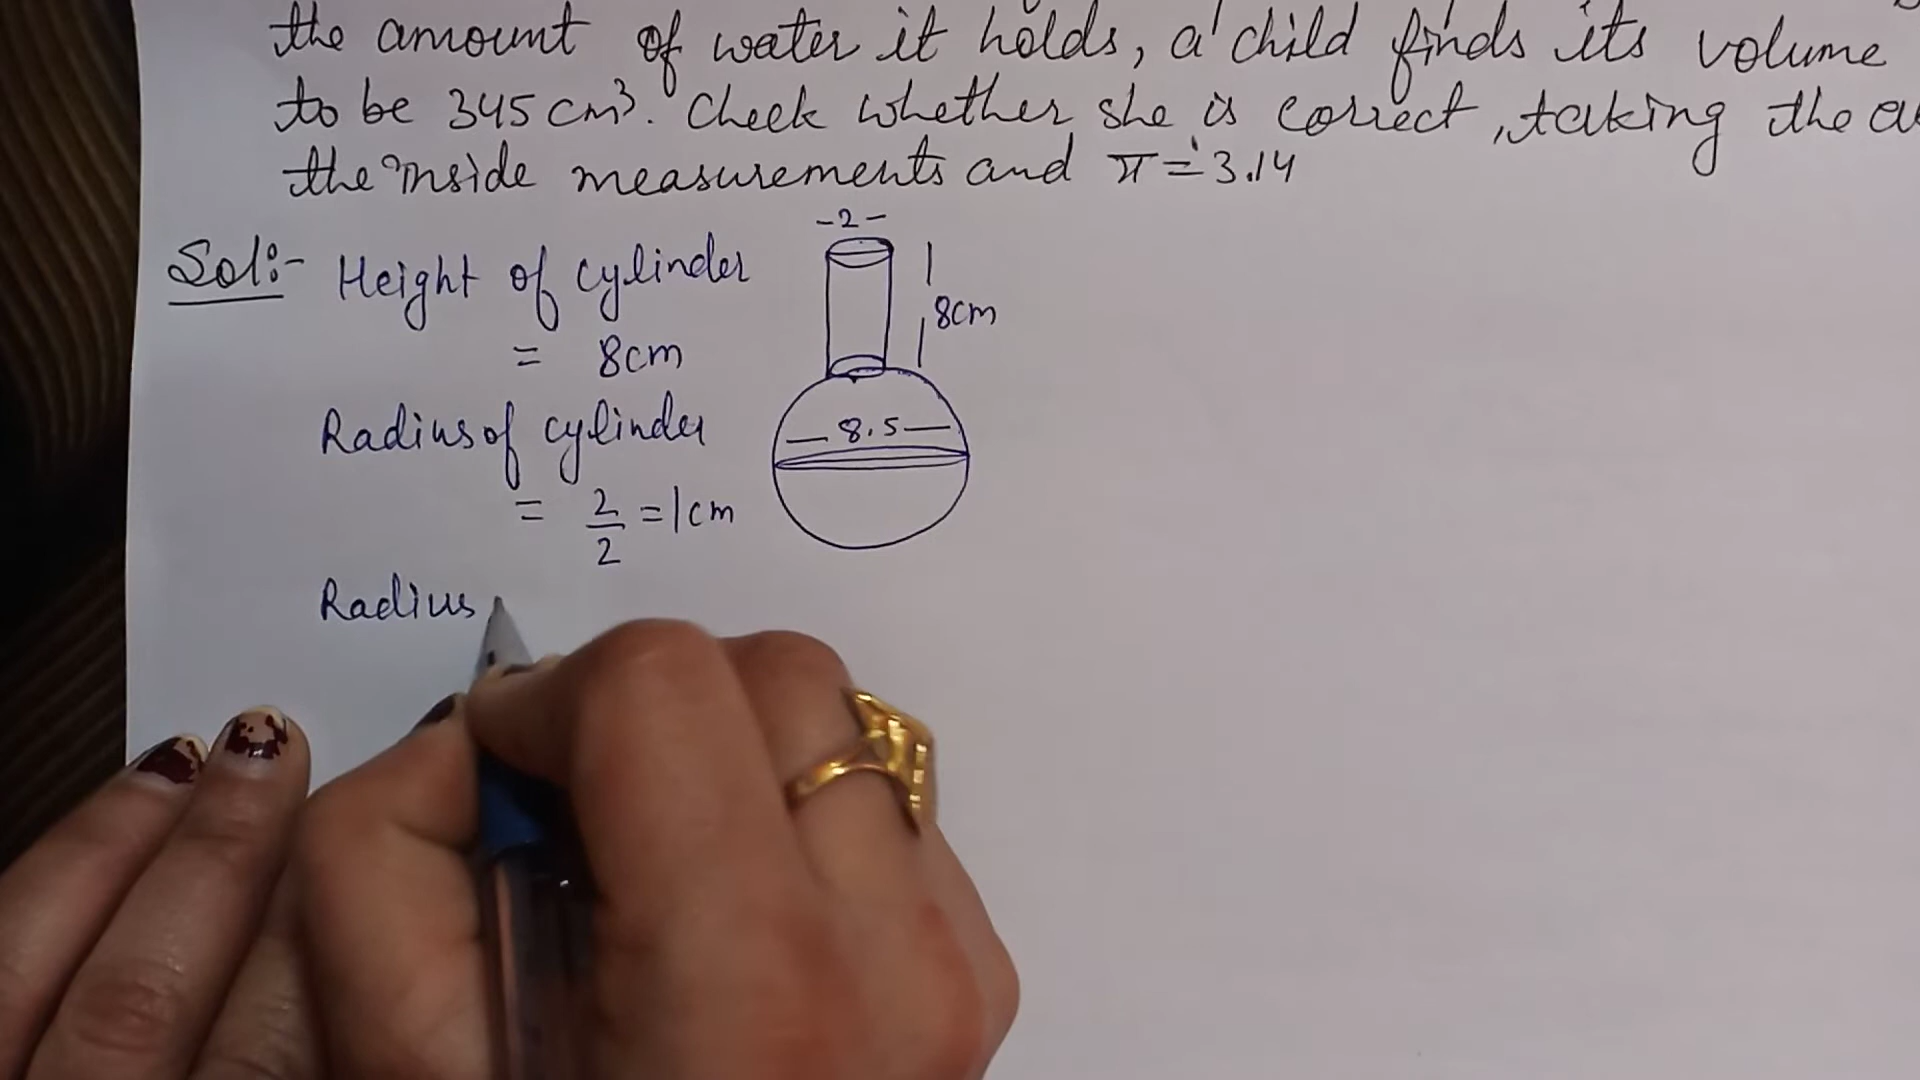 the amount of water it holds, a child finds its volume
to be 345 cm³. Check whether she is correct, taking the
the inside measurements and π = 3.14
Sol:- Height of cylinder
= 8cm
Radius of cylinder
= 2/2 = 1cm
Radius
-2-
8cm
— 8.5 —